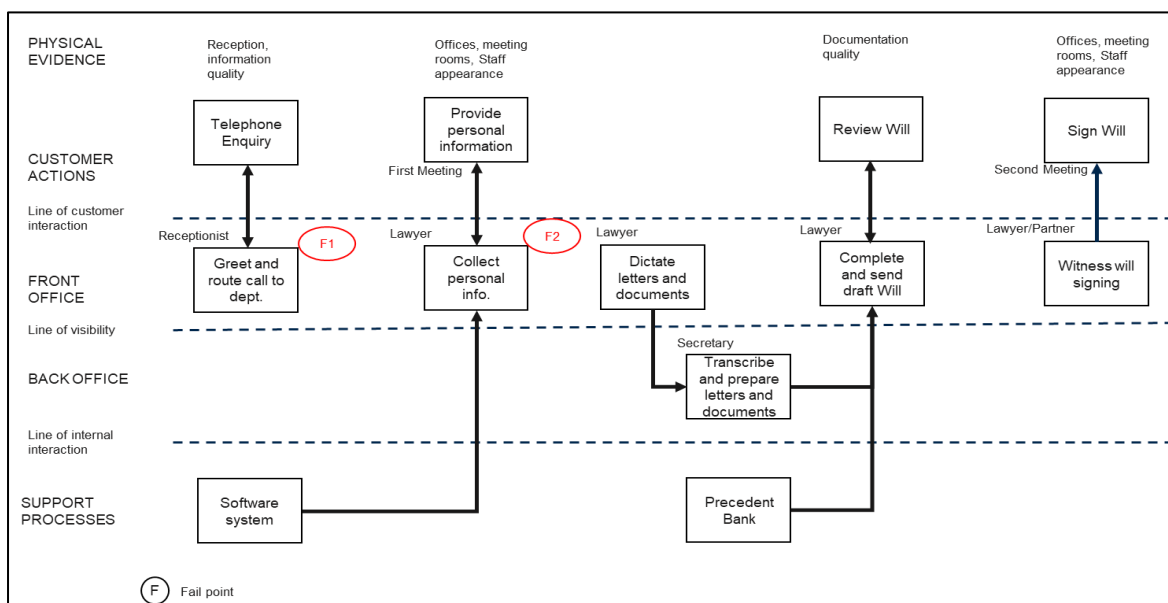 PHYSICAL
EVIDENCE
Reception,
information
quality
Offices, meeting
rooms, Staff
appearance
Documentation
quality
Offices, meeting
rooms, Staff
appearance
CUSTOMER
ACTIONS
Telephone
Enquiry
Provide
personal
information
Review Will
Sign Will
First Meeting
Second Meeting
Line of customer
interaction
FRONT
OFFICE
Receptionist
Greet and
route call to
dept.
F1
Lawyer
Collect
personal
info.
F2
Lawyer
Dictate
letters and
documents
Lawyer
Complete
and send
draft Will
Lawyer/Partner
Witness will
signing
Line of visibility
BACK OFFICE
Secretary
Transcribe
and prepare
letters and
documents
Line of internal
interaction
SUPPORT
PROCESSES
Software
system
Precedent
Bank
F
Fail point